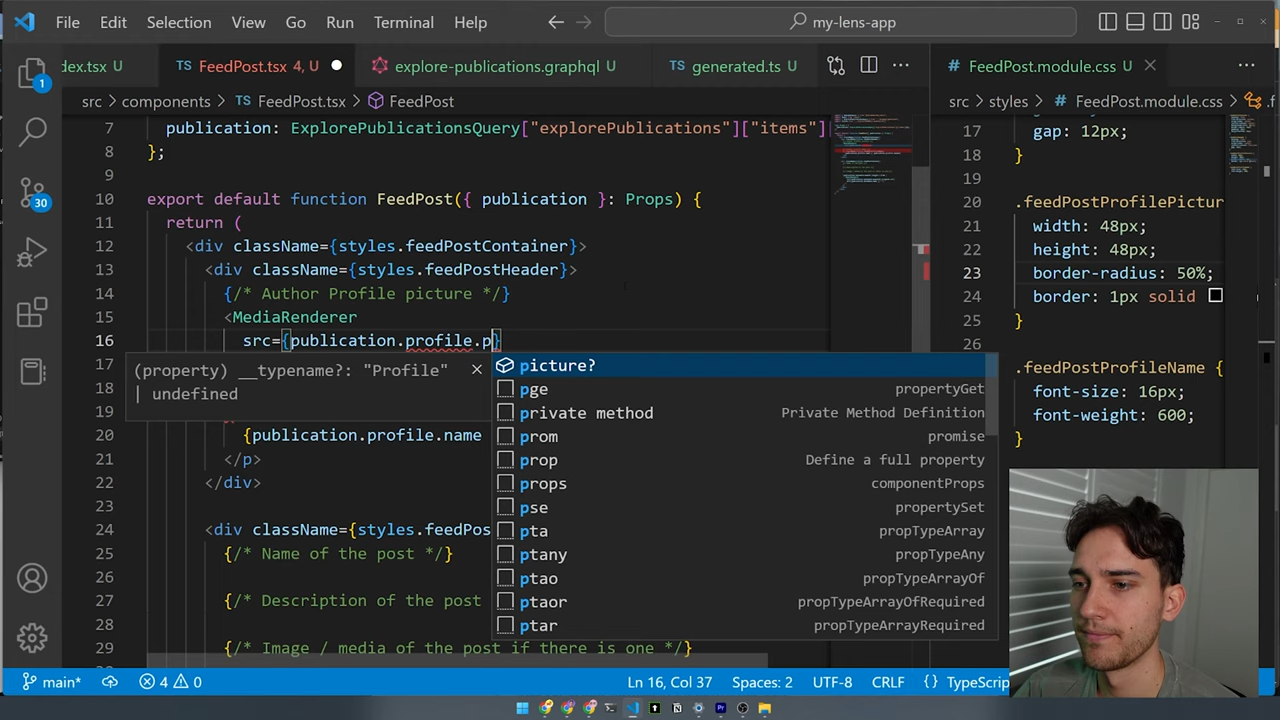 File Edit Selection View Go Run Terminal Help
my-lens-app
dex.tsx U
TS FeedPost.tsx 4, U
explore-publications.graphql U
TS generated.ts U
# FeedPost.module.css U
src > components > TS FeedPost.tsx > FeedPost
src > styles > # FeedPost.module.css >
7 publication: ExplorePublicationsQuery["explorePublications"]["items"]
8 };
9
10 export default function FeedPost({ publication }: Props) {
11 return (
12 <div className={styles.feedPostContainer}>
13 <div className={styles.feedPostHeader}>
14 {/* Author Profile picture */}
15 <MediaRenderer
16 src={publication.profile.p}
17
18
19
20 {publication.profile.name
21 </p>
22 </div>
24 <div className={styles.feedPos
25 {/* Name of the post */}
26
27 {/* Description of the post
28
29 {/* Image / media of the post if there is one */}
(property) __typename?: "Profile"
| undefined
picture?
pge propertyGet
private method Private Method Definition
prom promise
prop Define a full property
props componentProps
pse propertySet
pta propTypeArray
ptany propTypeAny
ptao propTypeArrayOf
ptaor propTypeArrayOfRequired
ptar propTypeArrayRequired
17 gap: 12px;
18 }
19
20 .feedPostProfilePictur
21 width: 48px;
22 height: 48px;
23 border-radius: 50%;
24 border: 1px solid
25 }
26
.feedPostProfileName {
font-size: 16px;
font-weight: 600;
}
1
30
main* 4 0 Ln 16, Col 37 Spaces: 2 UTF-8 CRLF {} TypeScrip